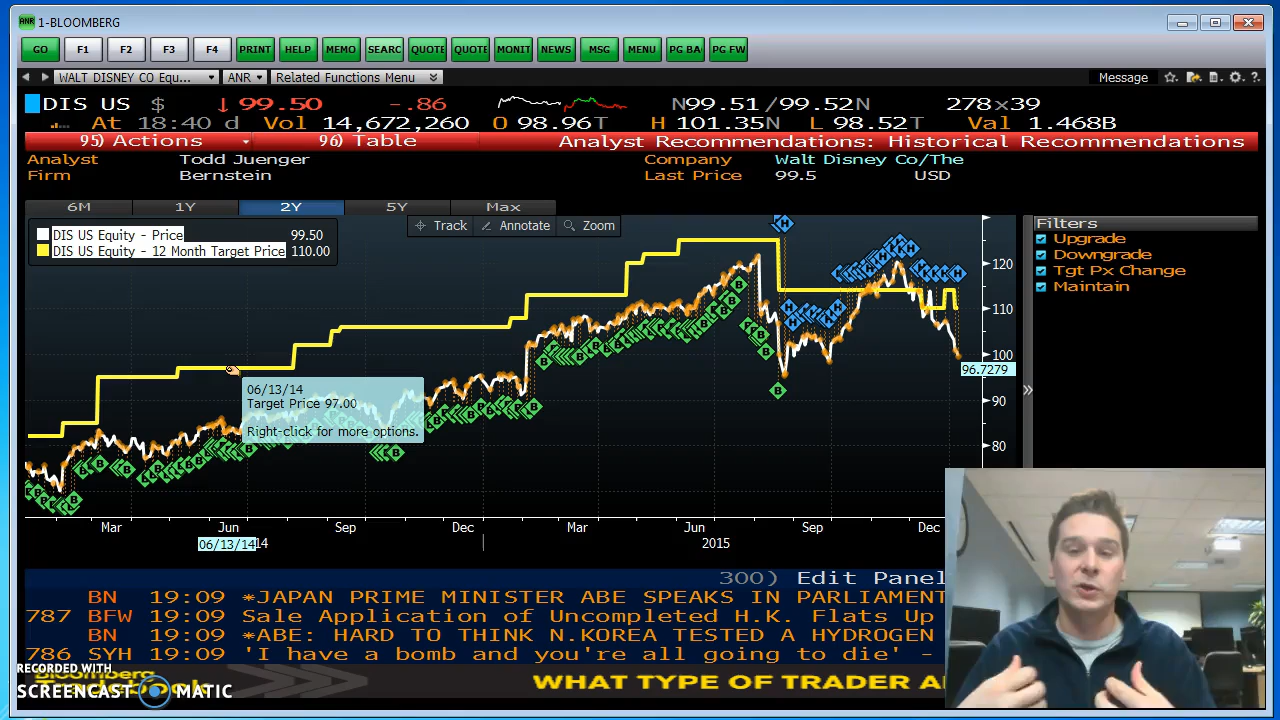 ANR 1-BLOOMBERG
GO F1 F2 F3 F4 PRINT HELP MEMO SEARC QUOTE QUOTE MONIT NEWS MSG MENU PG BA PG FW
WALT DISNEY CO Equ... ANR Related Functions Menu Message
DIS US $ ↓ 99.50 -.86 N99.51/99.52N 278x39
At 18:40 d Vol 14,672,260 O 98.96T H 101.35N L 98.52T Val 1.468B
95) Actions 96) Table Analyst Recommendations: Historical Recommendations
Analyst Todd Juenger Company Walt Disney Co/The
Firm Bernstein Last Price 99.5 USD
6M 1Y 2Y 5Y Max
Track Annotate Zoom
DIS US Equity - Price 99.50
DIS US Equity - 12 Month Target Price 110.00
Filters
Upgrade
Downgrade
Tgt Px Change
Maintain
120
110
100
96.7279
90
80
06/13/14
Target Price 97.00
Right-click for more options.
Mar Jun Sep Dec Mar Jun Sep Dec
06/13/14 14 2015
300) Edit Panel
BN 19:09 *JAPAN PRIME MINISTER ABE SPEAKS IN PARLIAMENT
787 BFW 19:09 Sale Application of Uncompleted H.K. Flats Up
BN 19:09 *ABE: HARD TO THINK N.KOREA TESTED A HYDROGEN
786 SYH 19:09 'I have a bomb and you're all going to die' -
RECORDED WITH
SCREENCAST MATIC
Bloomberg
WHAT TYPE OF TRADER A